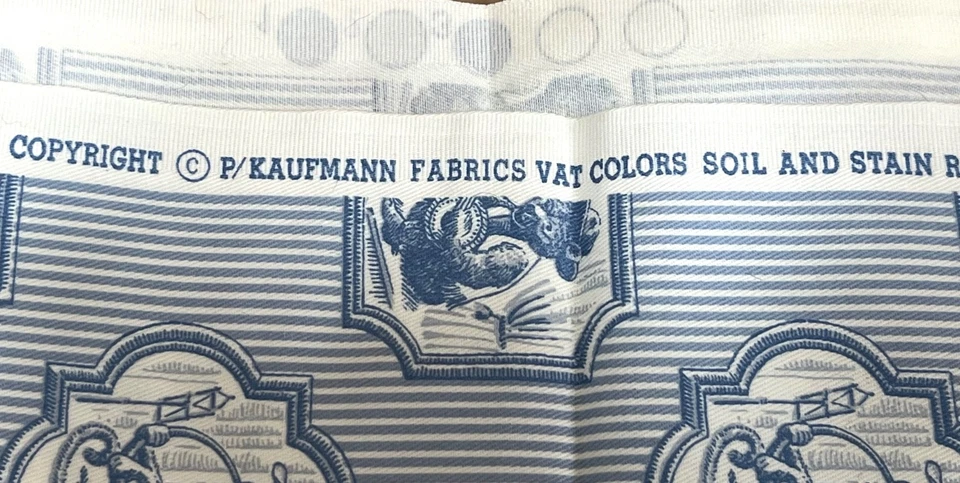 COPYRIGHT © P/KAUFMANN FABRICS VAT COLORS SOIL AND STAIN R